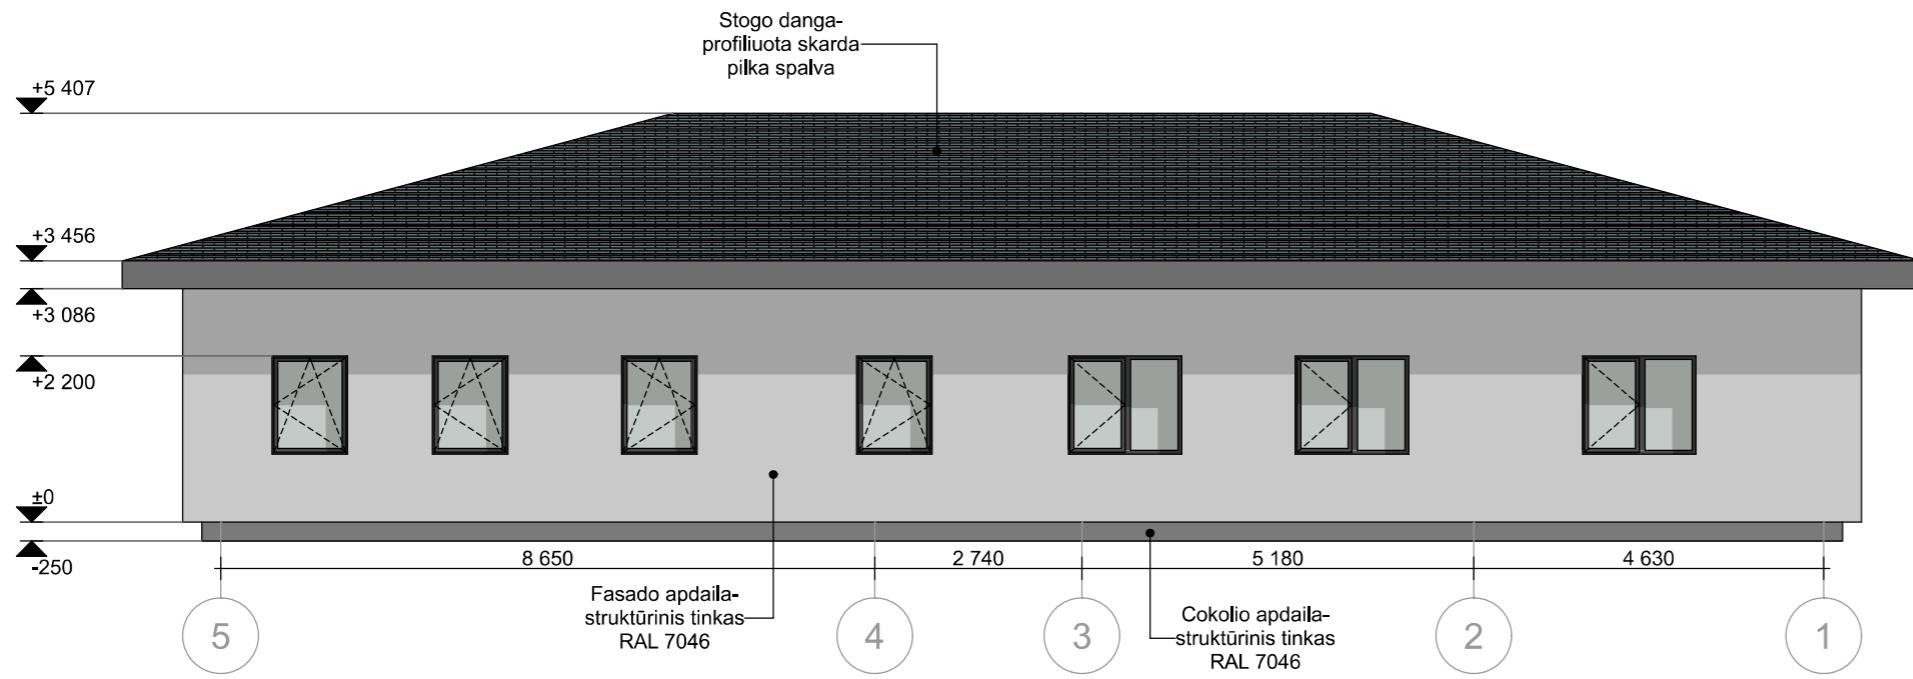 Stogo danga-
profiliuota skarda
pilka spalva
+5 407
+3 456
+3 086
+2 200
±0
-250
8 650
2 740
5 180
4 630
Fasado apdaila-
struktūrinis tinkas
RAL 7046
Cokolio apdaila-
struktūrinis tinkas
RAL 7046
5
4
3
2
1